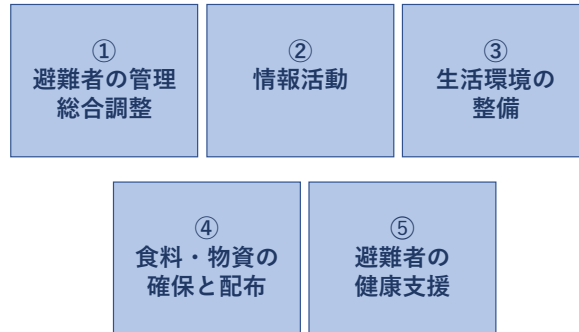 ①
避難者の管理
総合調整
②
情報活動
③
生活環境の
整備
④
食料・物資の
確保と配布
⑤
避難者の
健康支援